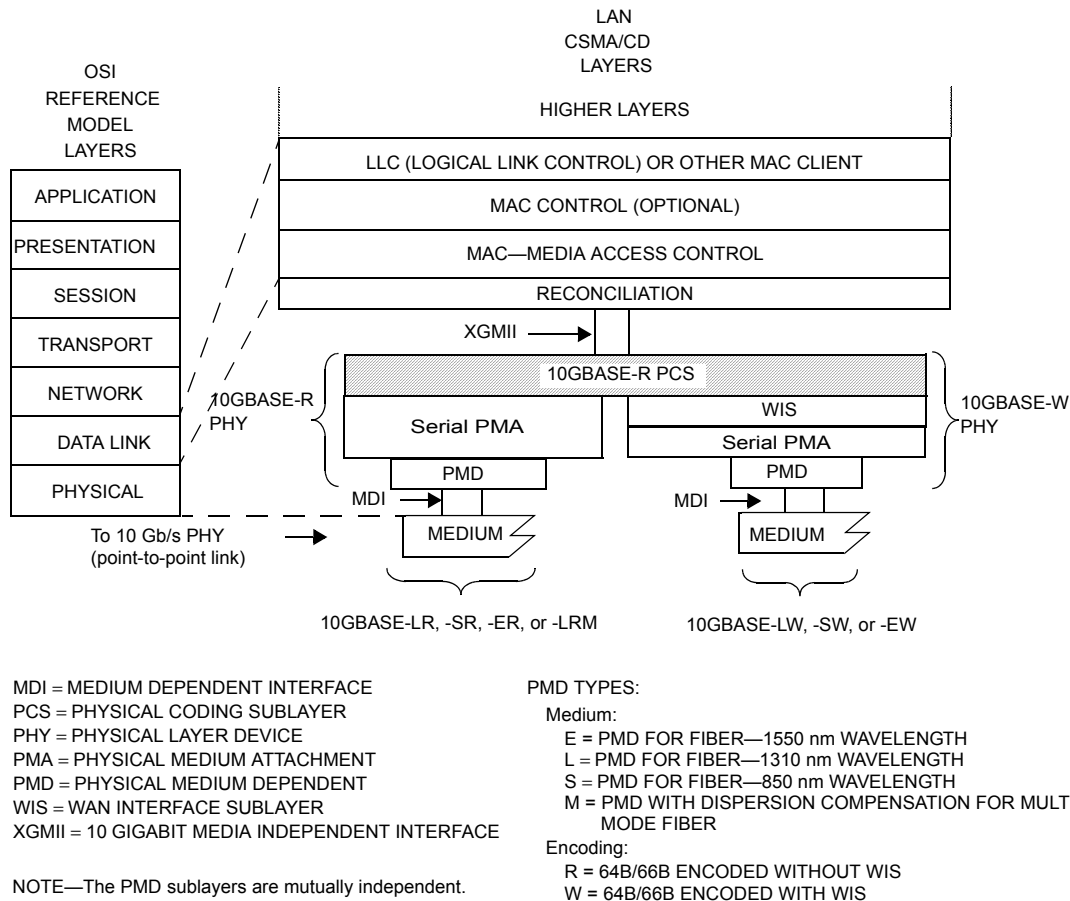 LAN
CSMA/CD
LAYERS
OSI
REFERENCE
MODEL
LAYERS
HIGHER LAYERS
LLC (LOGICAL LINK CONTROL) OR OTHER MAC CLIENT
APPLICATION
MAC CONTROL (OPTIONAL)
PRESENTATION
MAC—MEDIA ACCESS CONTROL
SESSION
RECONCILIATION
TRANSPORT
XGMII
10GBASE-R PCS
NETWORK
10GBASE-R
PHY
Serial PMA
WIS
10GBASE-W
PHY
DATA LINK
Serial PMA
PMD
PMD
PHYSICAL
MDI
MDI
To 10 Gb/s PHY
(point-to-point link)
MEDIUM
MEDIUM
10GBASE-LR, -SR, -ER, or -LRM
10GBASE-LW, -SW, or -EW
MDI = MEDIUM DEPENDENT INTERFACE
PCS = PHYSICAL CODING SUBLAYER
PHY = PHYSICAL LAYER DEVICE
PMA = PHYSICAL MEDIUM ATTACHMENT
PMD = PHYSICAL MEDIUM DEPENDENT
WIS = WAN INTERFACE SUBLAYER
XGMII = 10 GIGABIT MEDIA INDEPENDENT INTERFACE
NOTE—The PMD sublayers are mutually independent.
PMD TYPES:
Medium:
E = PMD FOR FIBER—1550 nm WAVELENGTH
L = PMD FOR FIBER—1310 nm WAVELENGTH
S = PMD FOR FIBER—850 nm WAVELENGTH
M = PMD WITH DISPERSION COMPENSATION FOR MULT
MODE FIBER
Encoding:
R = 64B/66B ENCODED WITHOUT WIS
W = 64B/66B ENCODED WITH WIS